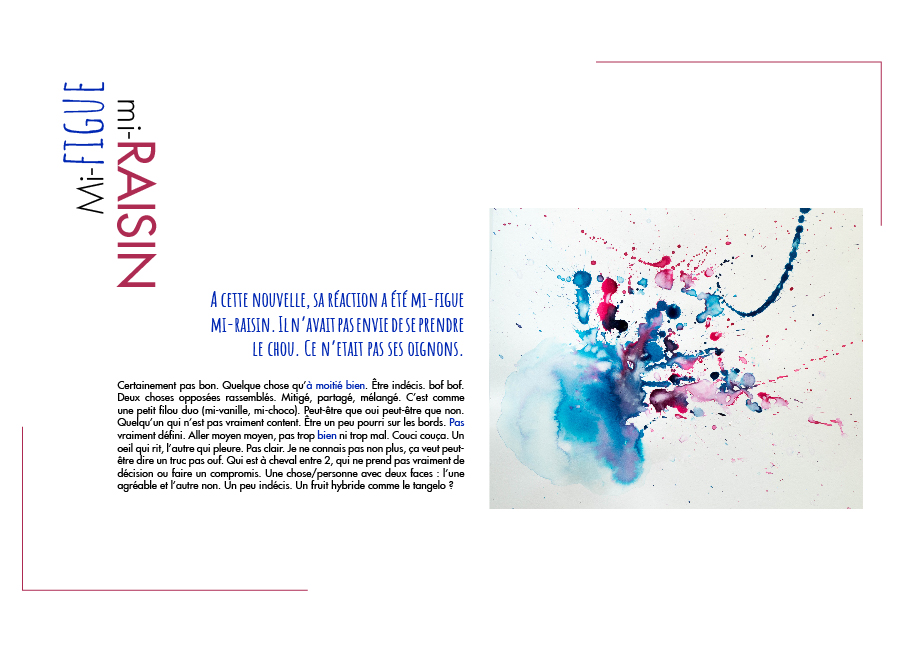 Mi-FIGUE
mi-RAISIN
A CETTE NOUVELLE, SA RÉACTION A ÉTÉ MI-FIGUE
MI-RAISIN. IL N'AVAIT PAS ENVIE DE SE PRENDRE
LE CHOU. CE N'ETAIT PAS SES OIGNONS.
Certainement pas bon. Quelque chose qu'à moitié bien. Être indécis. bof bof.
Deux choses opposées rassemblés. Mitigé, partagé, mélangé. C'est comme
une petit filou duo (mi-vanille, mi-choco). Peut-être que oui peut-être que non.
Quelqu'un qui n'est pas vraiment content. Être un peu pourri sur les bords. Pas
vraiment défini. Aller moyen moyen, pas trop bien ni trop mal. Couci couça. Un
oeil qui rit, l'autre qui pleure. Pas clair. Je ne connais pas non plus, ça veut peut-
être dire un truc pas ouf. Qui est à cheval entre 2, qui ne prend pas vraiment de
décision ou faire un compromis. Une chose/personne avec deux faces : l'une
agréable et l'autre non. Un peu indécis. Un fruit hybride comme le tangelo ?